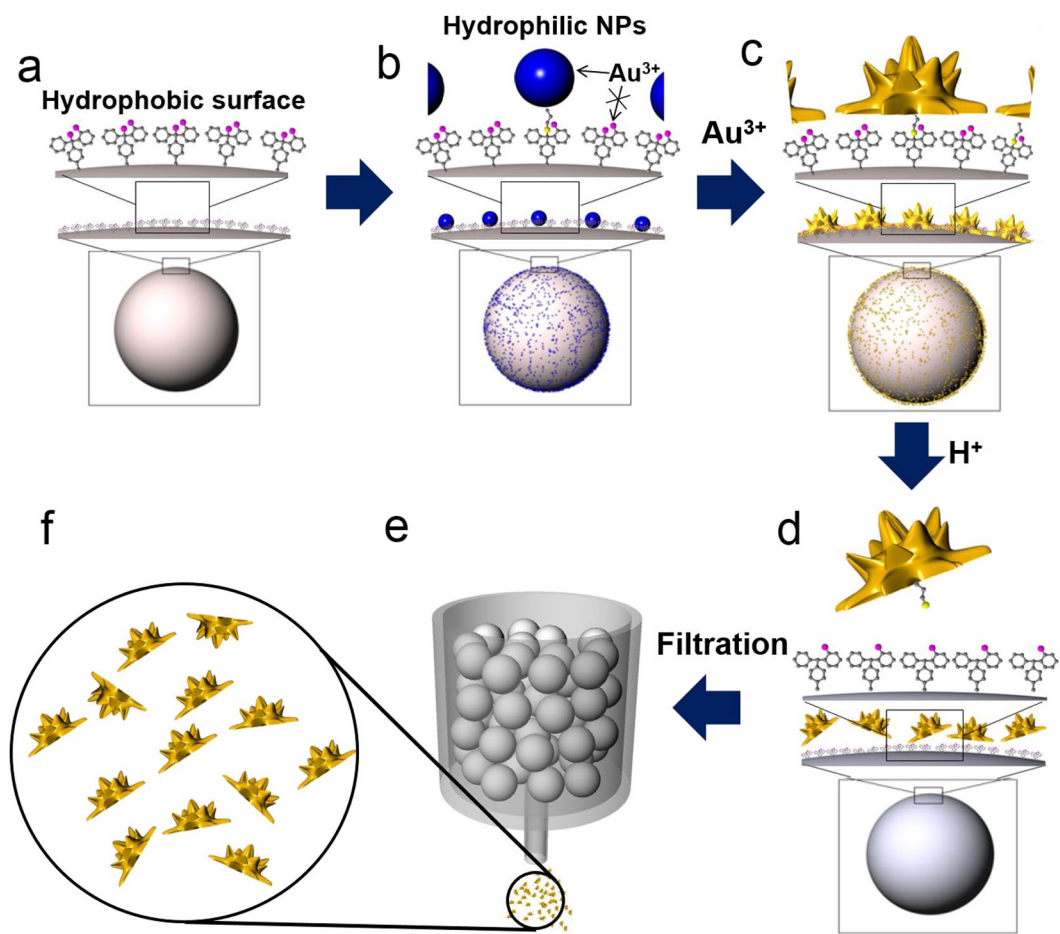 a
Hydrophobic surface
b
Hydrophilic NPs
Au³⁺
Au³⁺
c
H⁺
d
Filtration
e
f